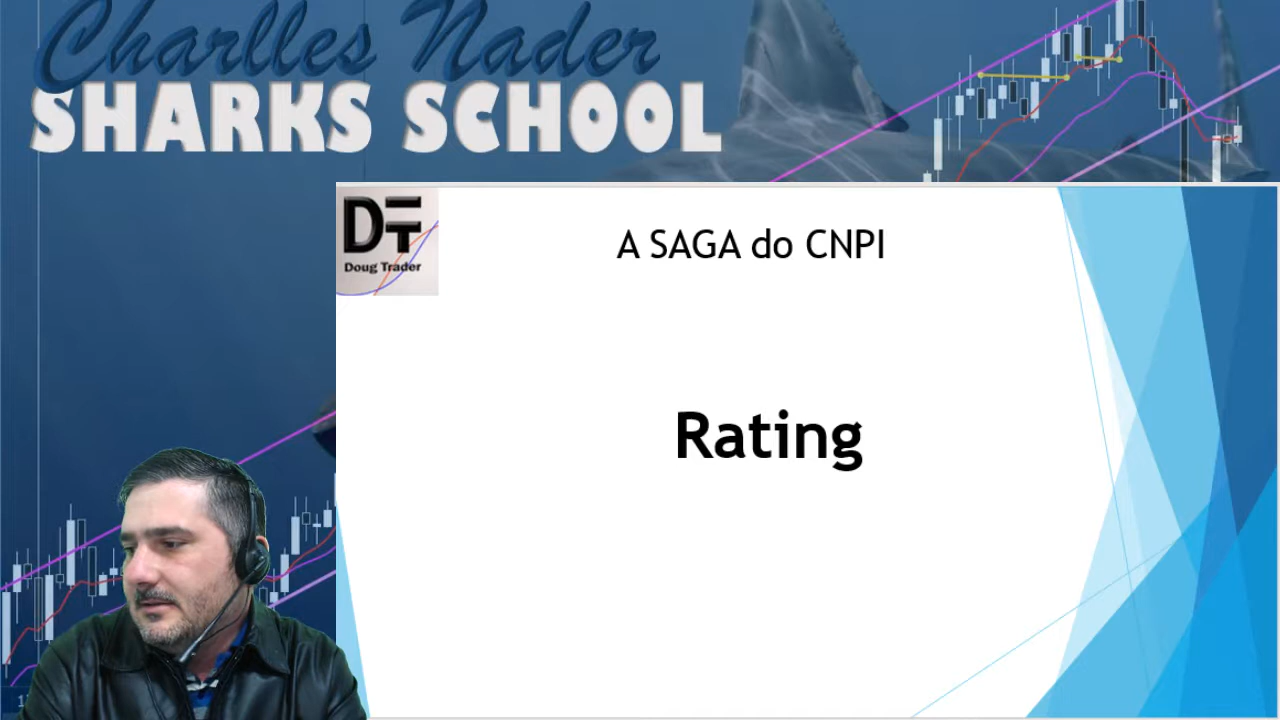 Charlles Nader
SHARKS SCHOOL
DT
Doug Trader
A SAGA do CNPI
Rating